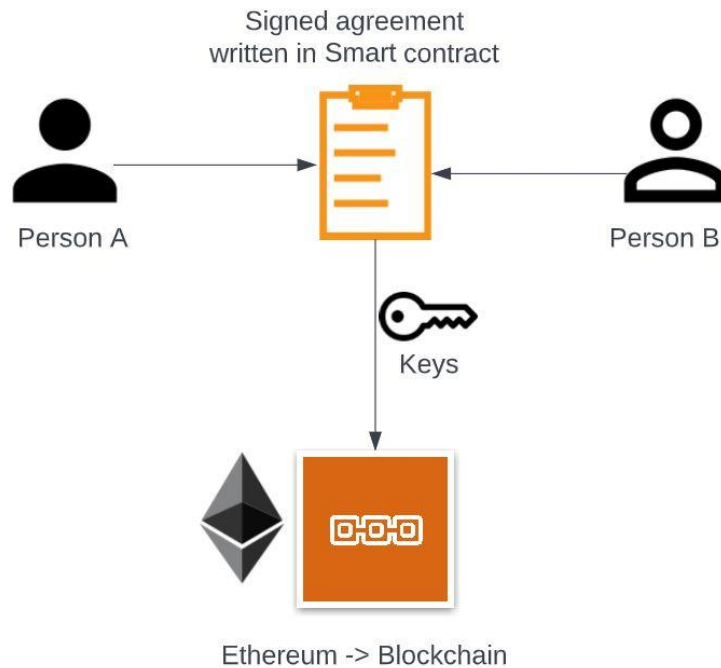 Signed agreement
written in Smart contract
Person A
Person B
Keys
Ethereum -> Blockchain